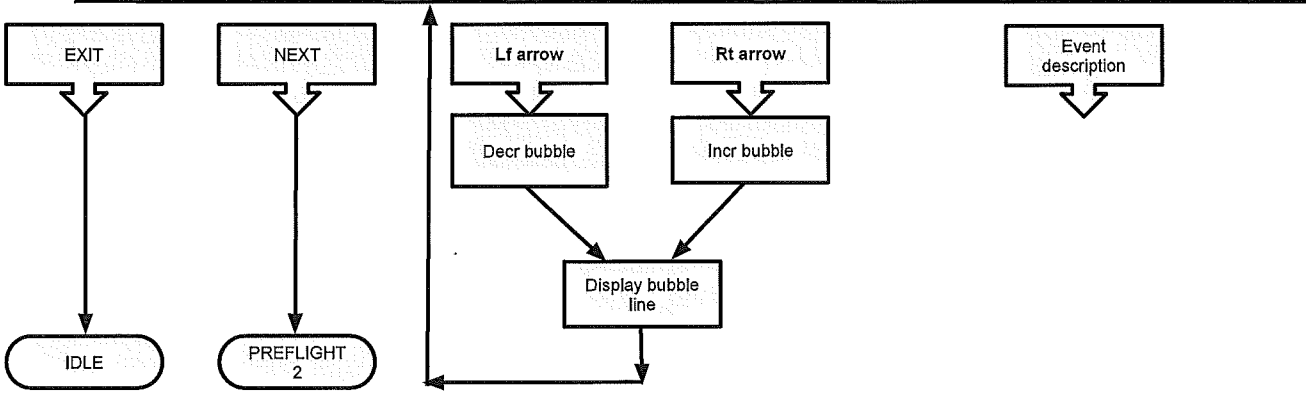 EXIT
NEXT
Lf arrow
Rt arrow
Event
description
Decr bubble
Incr bubble
Display bubble
line
IDLE
PREFLIGHT
2